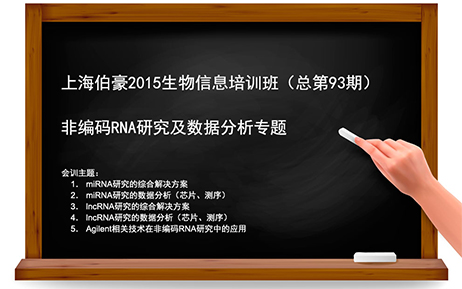 上海伯豪2015生物信息培训班（总第93期）
非编码RNA研究及数据分析专题
会训主题：
1. miRNA研究的综合解决方案
2. miRNA研究的数据分析（芯片、测序）
3. lncRNA研究的综合解决方案
4. lncRNA研究的数据分析（芯片、测序）
5. Agilent相关技术在非编码RNA研究中的应用